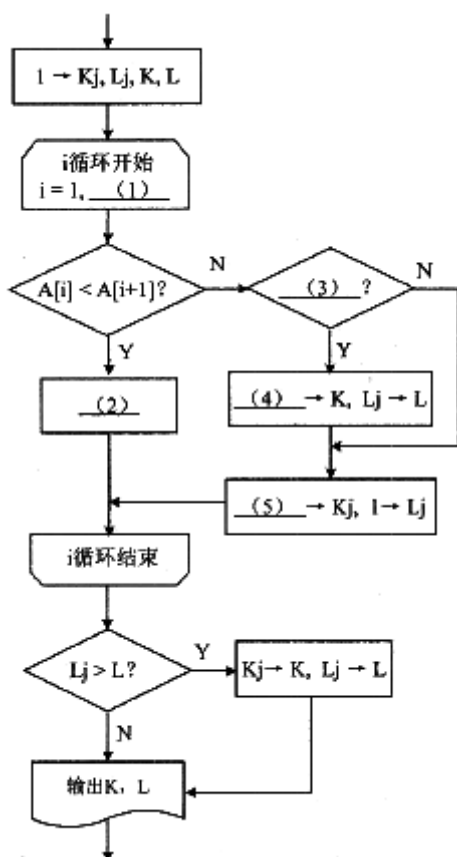 1 → Kj, Lj, K, L
i循环开始
i = 1, （1）
A[i] < A[i+1]?
N
（3） ?
N
Y
Y
（2）
（4） → K, Lj → L
（5） → Kj, 1 → Lj
i循环结束
Lj > L?
Y
Kj → K, Lj → L
N
输出K，L